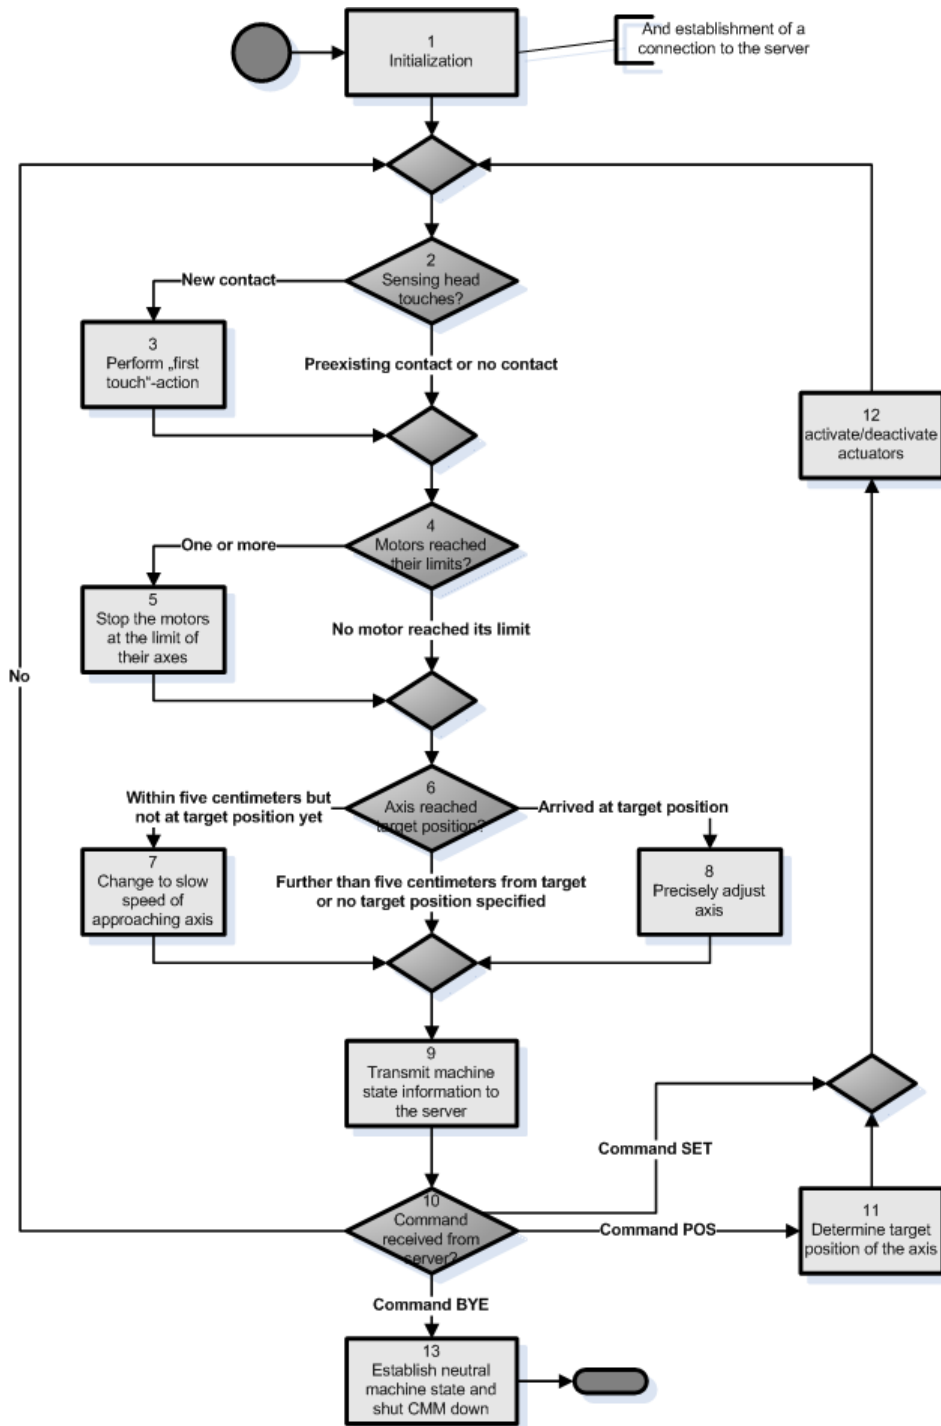 1
Initialization
And establishment of a
connection to the server
2
Sensing head
touches?
New contact
3
Perform „first
touch“-action
Preexisting contact or no contact
12
activate/deactivate
actuators
4
Motors reached
their limits?
One or more
5
Stop the motors
at the limit of
their axes
No motor reached its limit
No
6
Axis reached
target position?
Within five centimeters but
not at target position yet
Arrived at target position
7
Change to slow
speed of
approaching axis
Further than five centimeters from target
or no target position specified
8
Precisely adjust
axis
9
Transmit machine
state information to
the server
Command SET
10
Command
received from
server?
Command POS
11
Determine target
position of the axis
Command BYE
13
Establish neutral
machine state and
shut CMM down